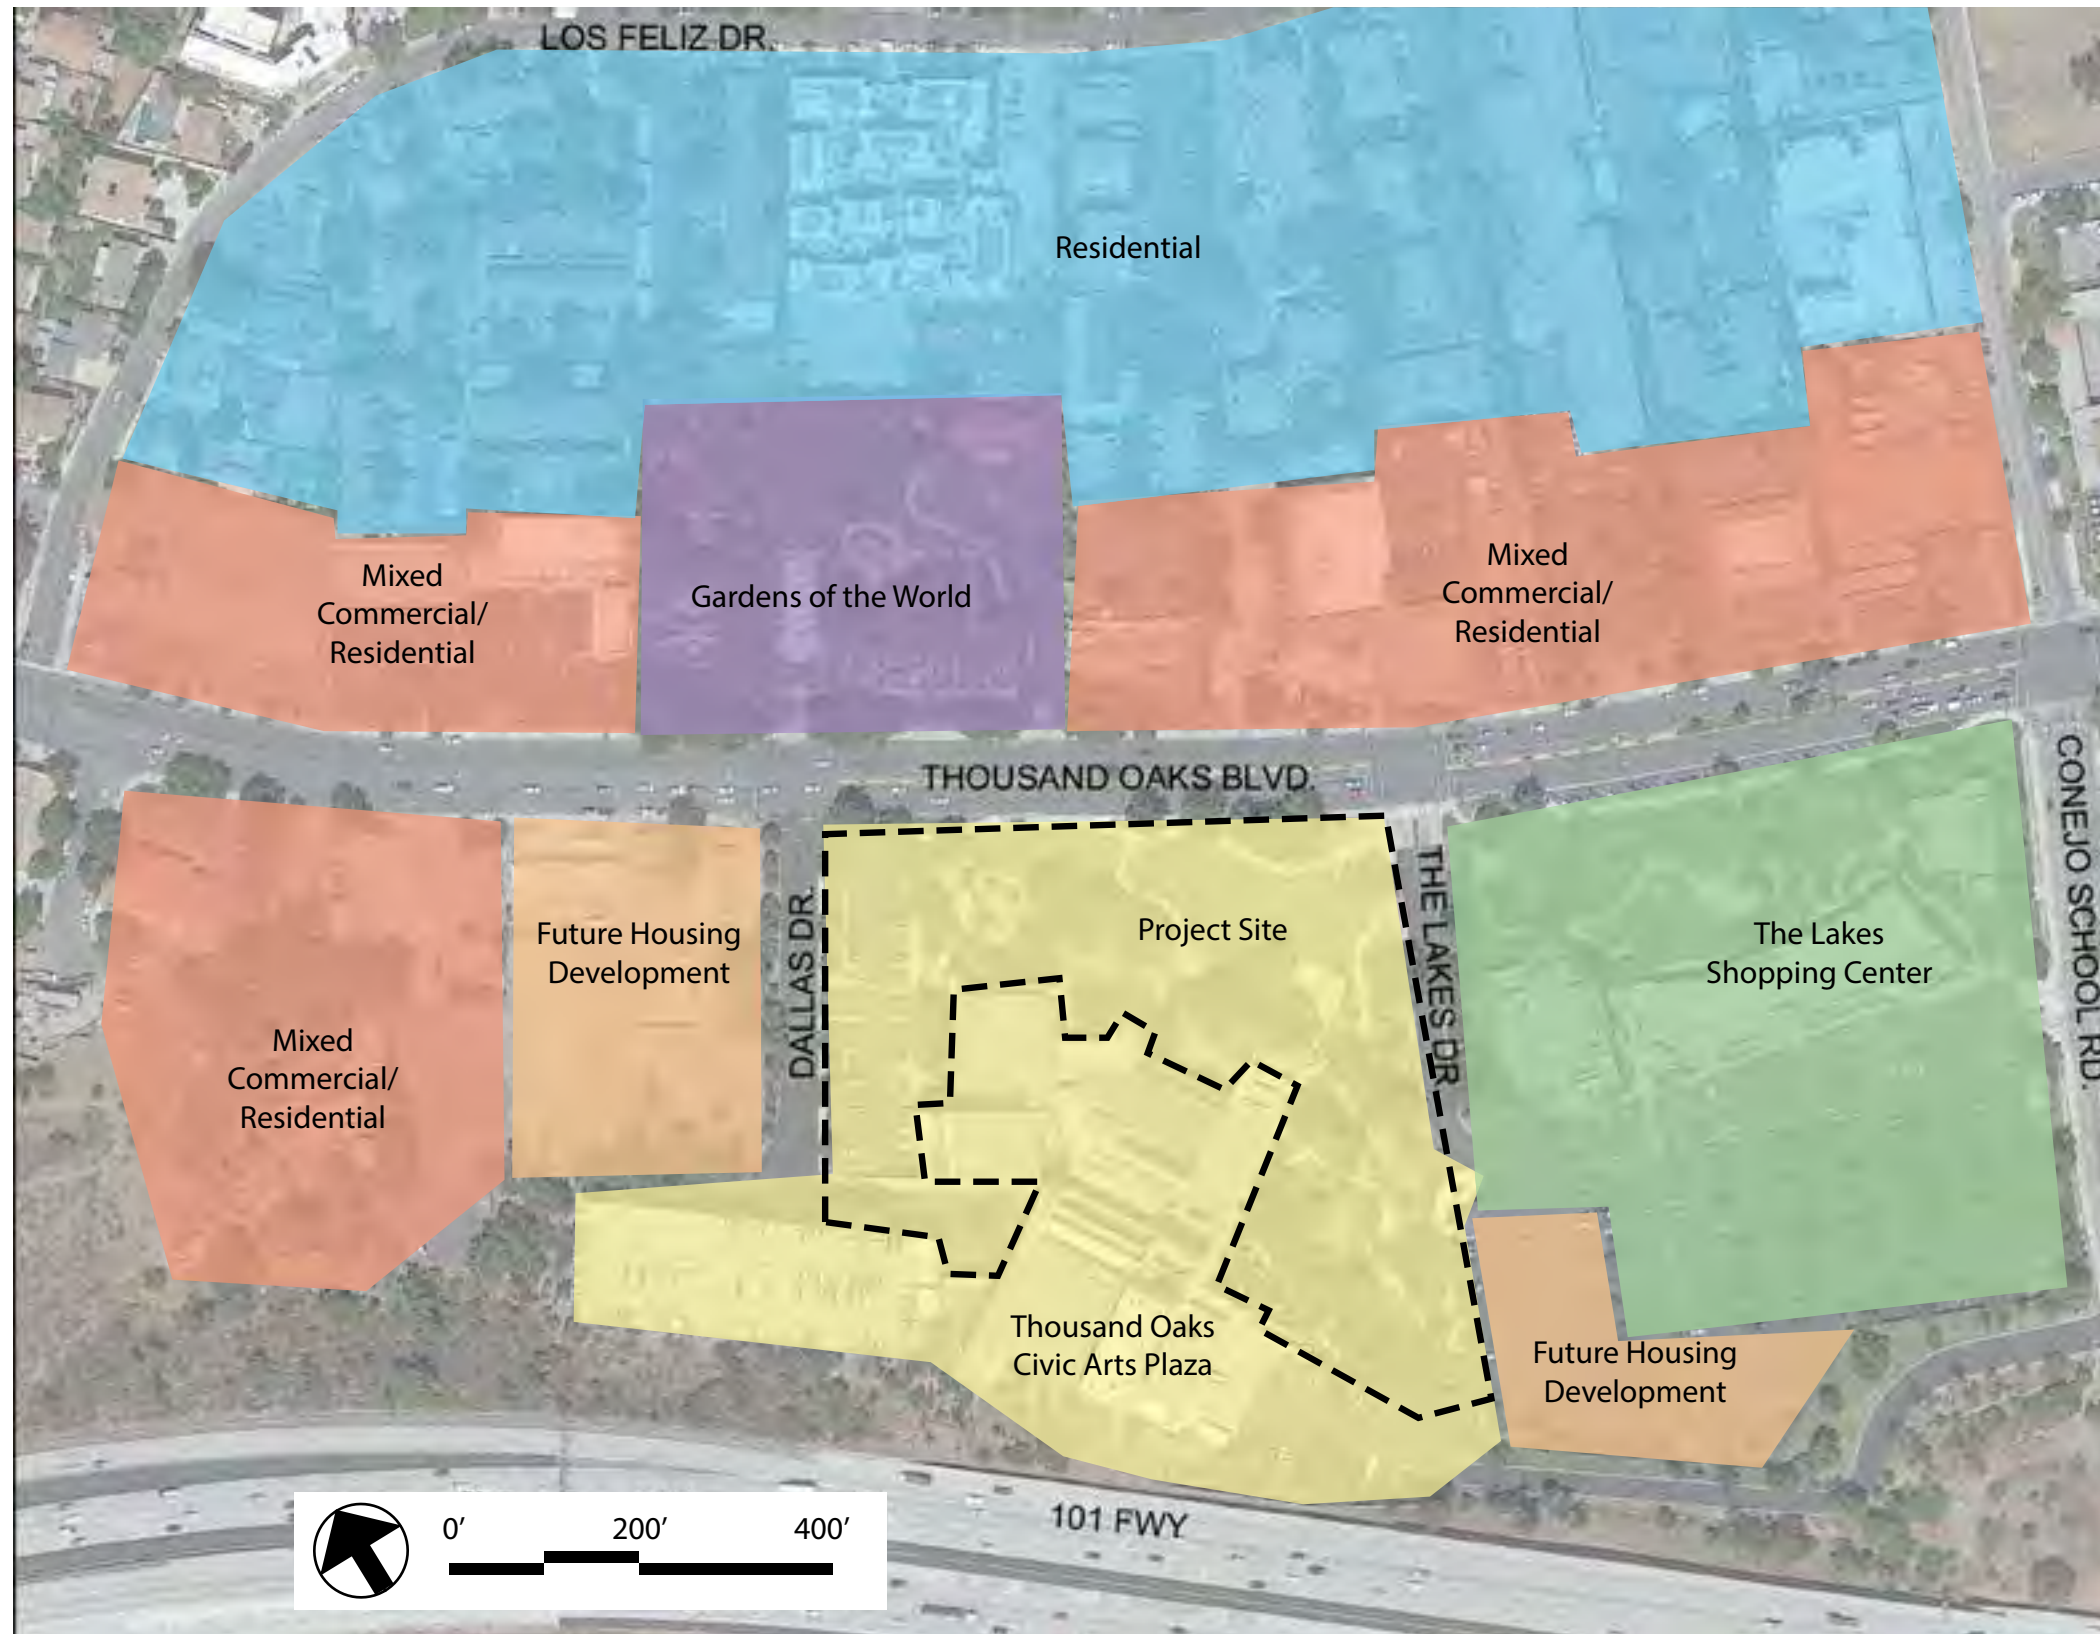 LOS FELIZ DR.
Residential
Mixed
Commercial/
Residential
Gardens of the World
Mixed
Commercial/
Residential
THOUSAND OAKS BLVD.
CONEJO SCHOOL RD.
Future Housing
Development
DALLAS DR.
Project Site
THE LAKES DR
The Lakes
Shopping Center
Mixed
Commercial/
Residential
Thousand Oaks
Civic Arts Plaza
Future Housing
Development
101 FWY
0’ 200’ 400’